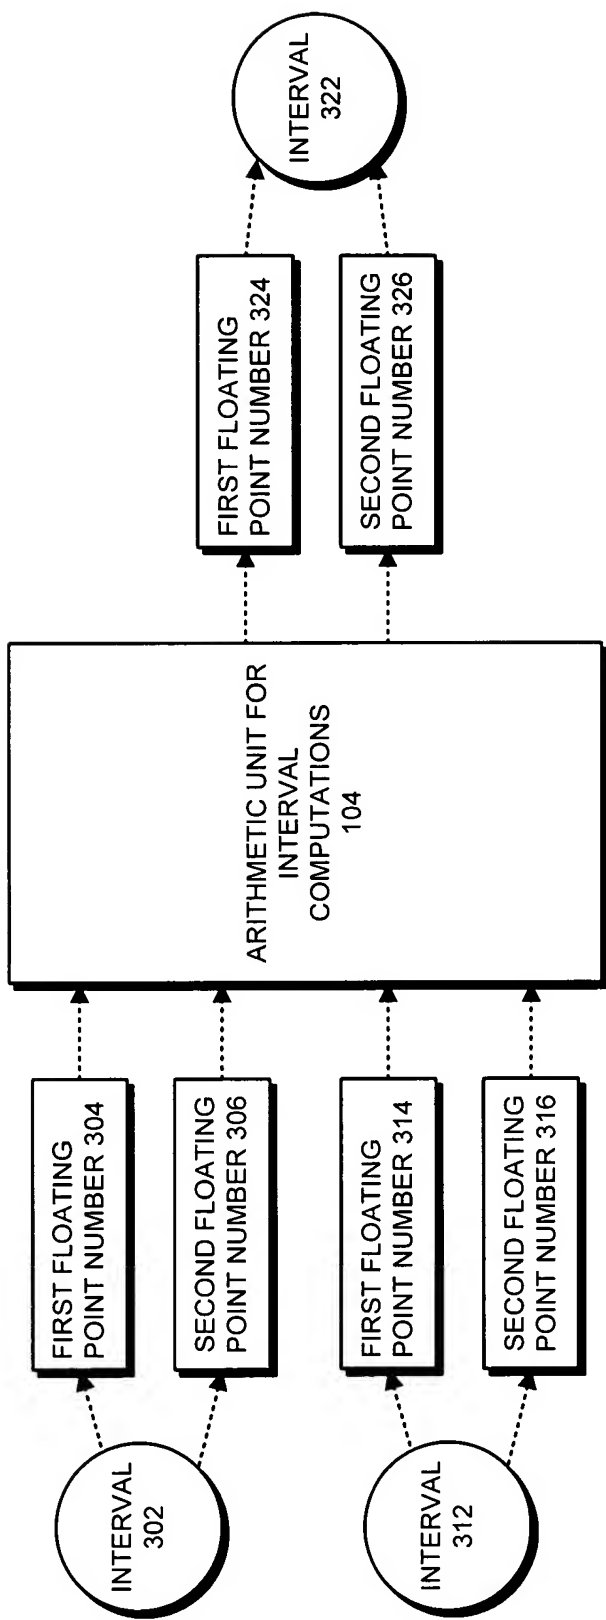 INTERVAL
302
FIRST FLOATING
POINT NUMBER 304
SECOND FLOATING
POINT NUMBER 306
INTERVAL
312
FIRST FLOATING
POINT NUMBER 314
SECOND FLOATING
POINT NUMBER 316
ARITHMETIC UNIT FOR
INTERVAL
COMPUTATIONS
104
FIRST FLOATING
POINT NUMBER 324
SECOND FLOATING
POINT NUMBER 326
INTERVAL
322